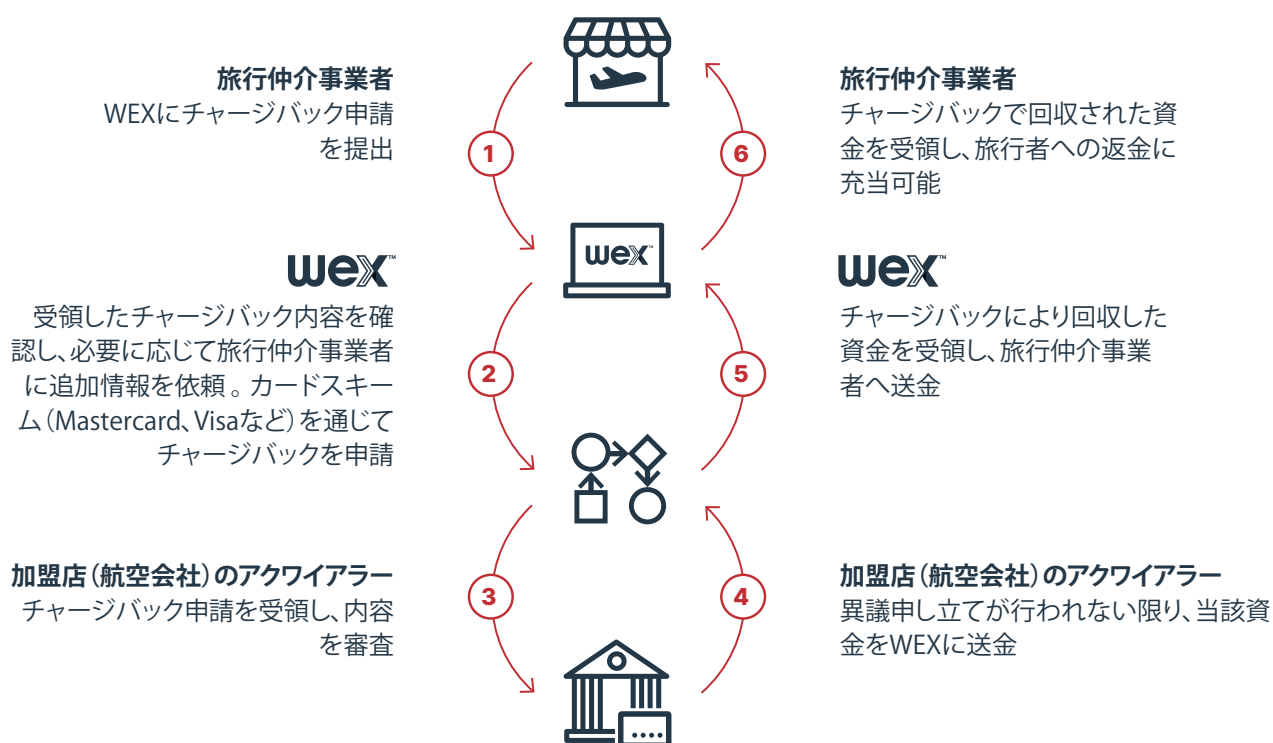 旅行仲介事業者
WEXにチャージバック申請
を提出
1
6
旅行仲介事業者
チャージバックで回収された資
金を受領し、旅行者への返金に
充当可能
wex™
wex™
受領したチャージバック内容を確
認し、必要に応じて旅行仲介事業者
に追加情報を依頼 。カードスキー
ム（Mastercard、Visaなど）を通じて
チャージバックを申請
2
5
wex™
チャージバックにより回収した
資金を受領し、旅行仲介事業
者へ送金
加盟店（航空会社）のアクワイアラー
チャージバック申請を受領し、内容
を審査
3
4
加盟店（航空会社）のアクワイアラー
異議申し立てが行われない限り、当該資
金をWEXに送金